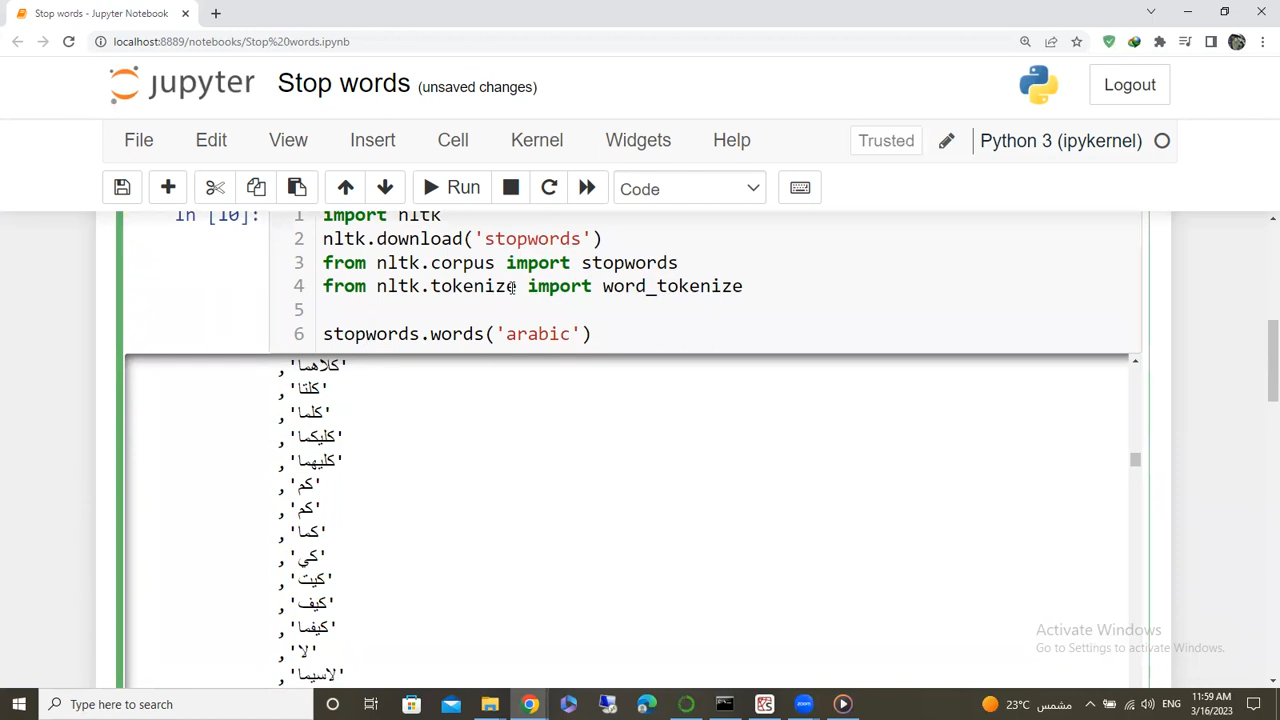 Stop words - Jupyter Notebook
localhost:8889/notebooks/Stop%20words.ipynb
jupyter Stop words (unsaved changes)
Logout
File Edit View Insert Cell Kernel Widgets Help
Trusted
Python 3 (ipykernel)
Run
Code
In [10]:
1 import nltk
2 nltk.download('stopwords')
3 from nltk.corpus import stopwords
4 from nltk.tokenize import word_tokenize
5
6 stopwords.words('arabic')
'كلاهما',
'كلتا',
'كلما',
'كليكما',
'كليهما',
'كم',
'كم',
'كما',
'كي',
'كيت',
'كيف',
'كيفما',
'لا',
'لاسيما',
Activate Windows
Go to Settings to activate Windows.
Type here to search
zoom
23°C مشمس
ENG
11:59 AM
3/16/2023